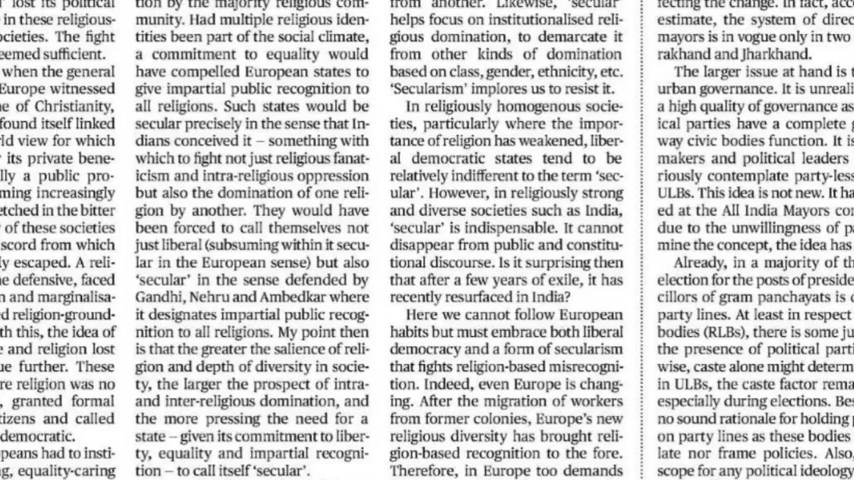 lost its political
in these religious-
ocieties. The fight
eemed sufficient.
when the general
Europe witnessed
e of Christianity,
found itself linked
ld view for which
its private bene-
lly a public pro-
ming increasingly
etched in the bitter
of these societies
scord from which
ly escaped. A reli-
e defensive, faced
n and marginalisa-
ed religion-ground-
th this, the idea of
e and religion lost
ue further. These
re religion was no
, granted formal
tizens and called
democratic.
peans had to insti-
ng, equality-caring
tion by the majority religious com-
munity. Had multiple religious iden-
tities been part of the social climate,
a commitment to equality would
have compelled European states to
give impartial public recognition to
all religions. Such states would be
secular precisely in the sense that In-
dians conceived it – something with
which to fight not just religious fanat-
icism and intra-religious oppression
but also the domination of one reli-
gion by another. They would have
been forced to call themselves not
just liberal (subsuming within it secu-
lar in the European sense) but also
‘secular’ in the sense defended by
Gandhi, Nehru and Ambedkar where
it designates impartial public recog-
nition to all religions. My point then
is that the greater the salience of reli-
gion and depth of diversity in socie-
ty, the larger the prospect of intra-
and inter-religious domination, and
the more pressing the need for a
state – given its commitment to liber-
ty, equality and impartial recogni-
tion – to call itself ‘secular’.
from another. Likewise, ‘secular’
helps focus on institutionalised reli-
gious domination, to demarcate it
from other kinds of domination
based on class, gender, ethnicity, etc.
‘Secularism’ implores us to resist it.
In religiously homogenous socie-
ties, particularly where the impor-
tance of religion has weakened, liber-
al democratic states tend to be
relatively indifferent to the term ‘sec-
ular’. However, in religiously strong
and diverse societies such as India,
‘secular’ is indispensable. It cannot
disappear from public and constitu-
tional discourse. Is it surprising then
that after a few years of exile, it has
recently resurfaced in India?
Here we cannot follow European
habits but must embrace both liberal
democracy and a form of secularism
that fights religion-based misrecogni-
tion. Indeed, even Europe is chang-
ing. After the migration of workers
from former colonies, Europe’s new
religious diversity has brought reli-
gion-based recognition to the fore.
Therefore, in Europe too demands
fecting the change. In fact, acc
estimate, the system of direc
mayors is in vogue only in two
rakhand and Jharkhand.
The larger issue at hand is t
urban governance. It is unreali
a high quality of governance as
ical parties have a complete g
way civic bodies function. It is
makers and political leaders
riously contemplate party-less
ULBs. This idea is not new. It ha
ed at the All India Mayors con
due to the unwillingness of pa
mine the concept, the idea has
Already, in a majority of th
election for the posts of preside
cillors of gram panchayats is c
party lines. At least in respect
bodies (RLBs), there is some ju
the presence of political parti
wise, caste alone might determ
in ULBs, the caste factor rema
especially during elections. Bes
no sound rationale for holding p
on party lines as these bodies
late nor frame policies. Also,
scope for any political ideology